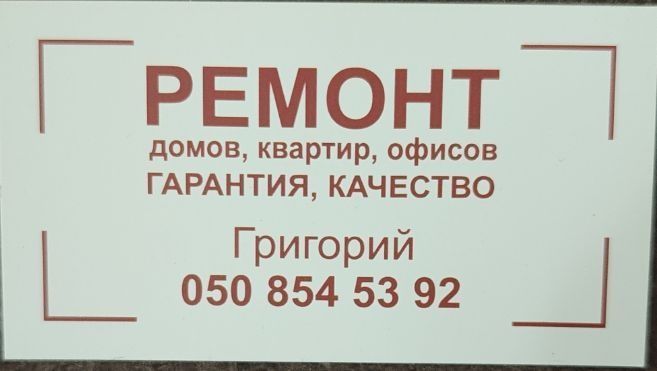 РЕМОНТ
домов, квартир, офисов
ГАРАНТИЯ, КАЧЕСТВО
Григорий
050 854 53 92